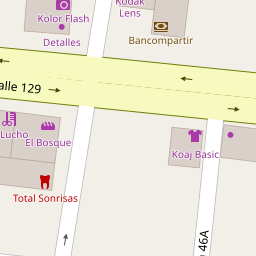 Kodak
Lens
Kolor Flash
Detalles
Bancompartir
alle 129
Lucho
El Bosque
Koaj Basic
Total Sonrisas
46A